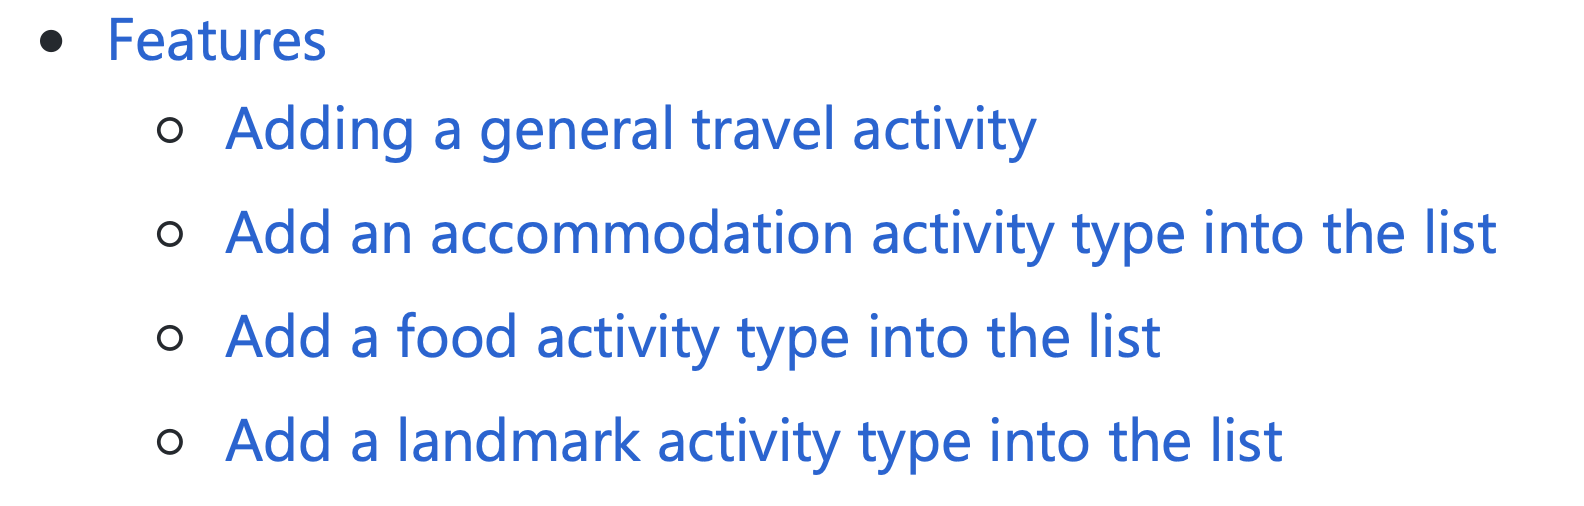 Features
Adding a general travel activity
Add an accommodation activity type into the list
Add a food activity type into the list
Add a landmark activity type into the list